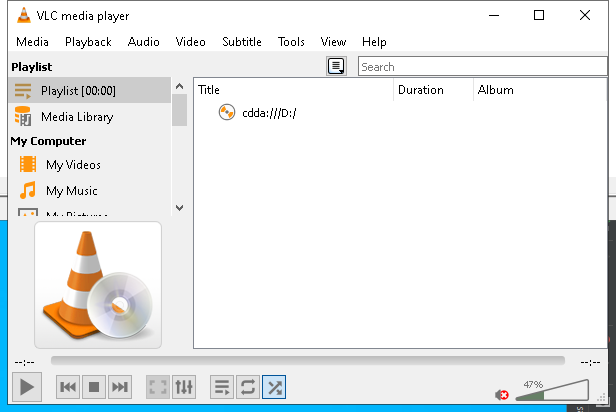 VLC media player
Media Playback Audio Video Subtitle Tools View Help
Playlist
Search
Playlist [00:00]
Title Duration Album
cdda:///D:/
Media Library
My Computer
My Videos
My Music
My Pictures
--:-- --:--
47%